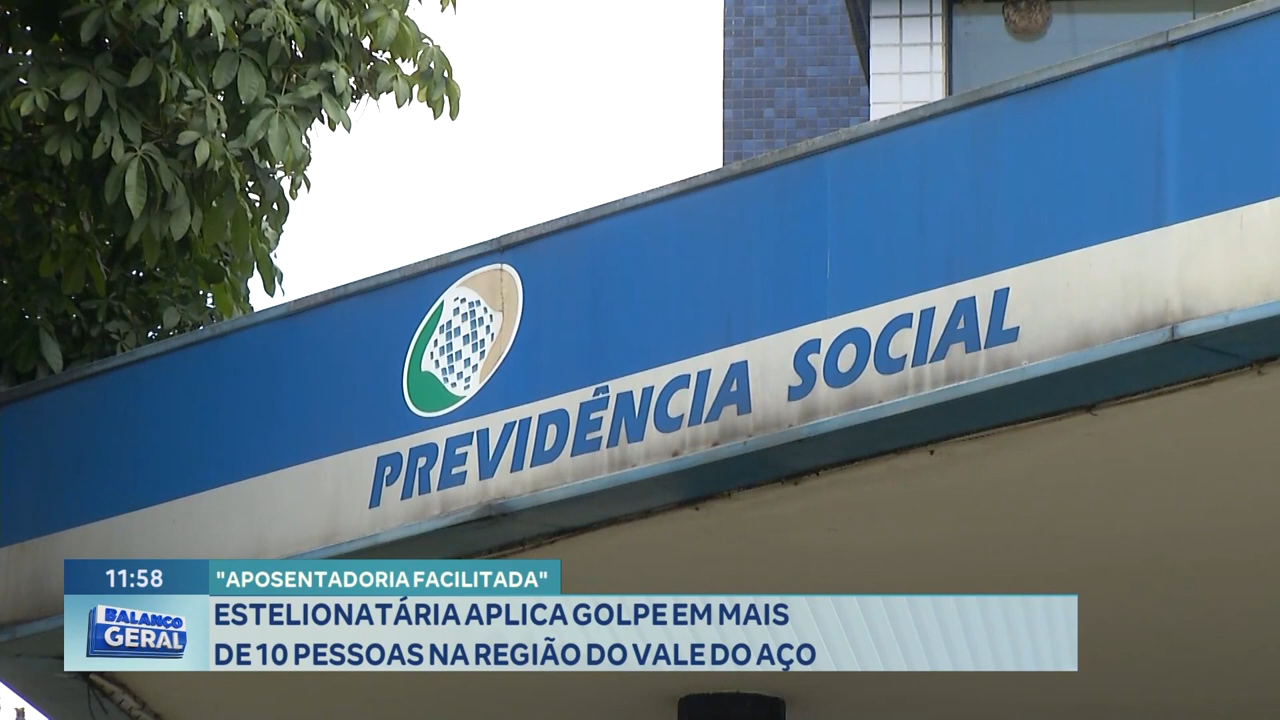 PREVIDÊNCIA SOCIAL
11:58
"APOSENTADORIA FACILITADA"
BALANÇO
GERAL
ESTELIONATÁRIA APLICA GOLPE EM MAIS
DE 10 PESSOAS NA REGIÃO DO VALE DO AÇO